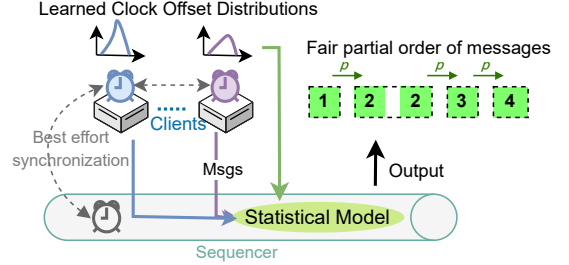 Learned Clock Offset Distributions
Fair partial order of messages
p p p
1 2 2 3 4
Clients
Best effort
synchronization
Msgs
Output
Statistical Model
Sequencer